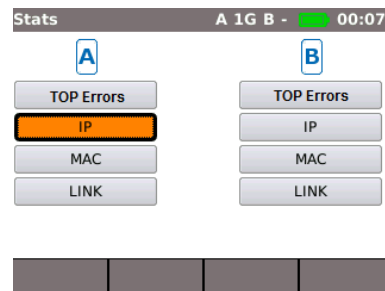 Stats A 1G B - 00:07
A B
TOP Errors TOP Errors
IP IP
MAC MAC
LINK LINK